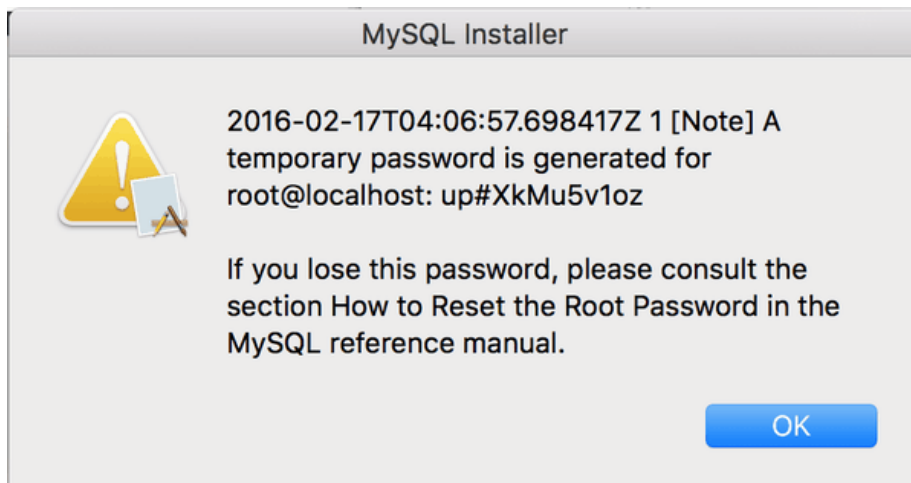 MySQL Installer
2016-02-17T04:06:57.698417Z 1 [Note] A
temporary password is generated for
root@localhost: up#XkMu5v1oz
If you lose this password, please consult the
section How to Reset the Root Password in the
MySQL reference manual.
OK